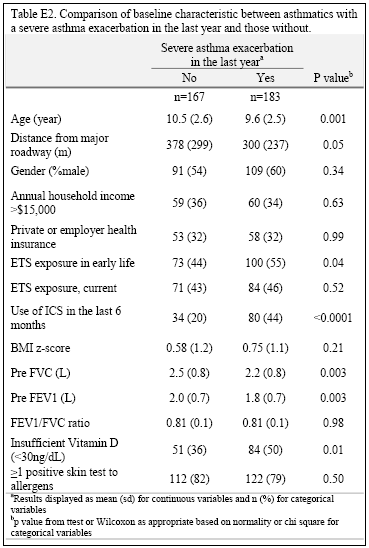 Table E2. Comparison of baseline characteristic between asthmatics with
a severe asthma exacerbation in the last year and those without.
Severe asthma exacerbation
in the last yearᵃ
No Yes P valueᵇ
n=167 n=183
Age (year) 10.5 (2.6) 9.6 (2.5) 0.001
Distance from major
roadway (m) 378 (299) 300 (237) 0.05
Gender (%male) 91 (54) 109 (60) 0.34
Annual household income
>$15,000 59 (36) 60 (34) 0.63
Private or employer health
insurance 53 (32) 58 (32) 0.99
ETS exposure in early life 73 (44) 100 (55) 0.04
ETS exposure, current 71 (43) 84 (46) 0.52
Use of ICS in the last 6
months 34 (20) 80 (44) <0.0001
BMI z-score 0.58 (1.2) 0.75 (1.1) 0.21
Pre FVC (L) 2.5 (0.8) 2.2 (0.8) 0.003
Pre FEV1 (L) 2.0 (0.7) 1.8 (0.7) 0.003
FEV1/FVC ratio 0.81 (0.1) 0.81 (0.1) 0.98
Insufficient Vitamin D
(<30ng/dL) 51 (36) 84 (50) 0.01
≥1 positive skin test to
allergens 112 (82) 122 (79) 0.50
ᵃResults displayed as mean (sd) for continuous variables and n (%) for categorical
variables
ᵇp value from ttest or Wilcoxon as appropriate based on normality or chi square for
categorical variables